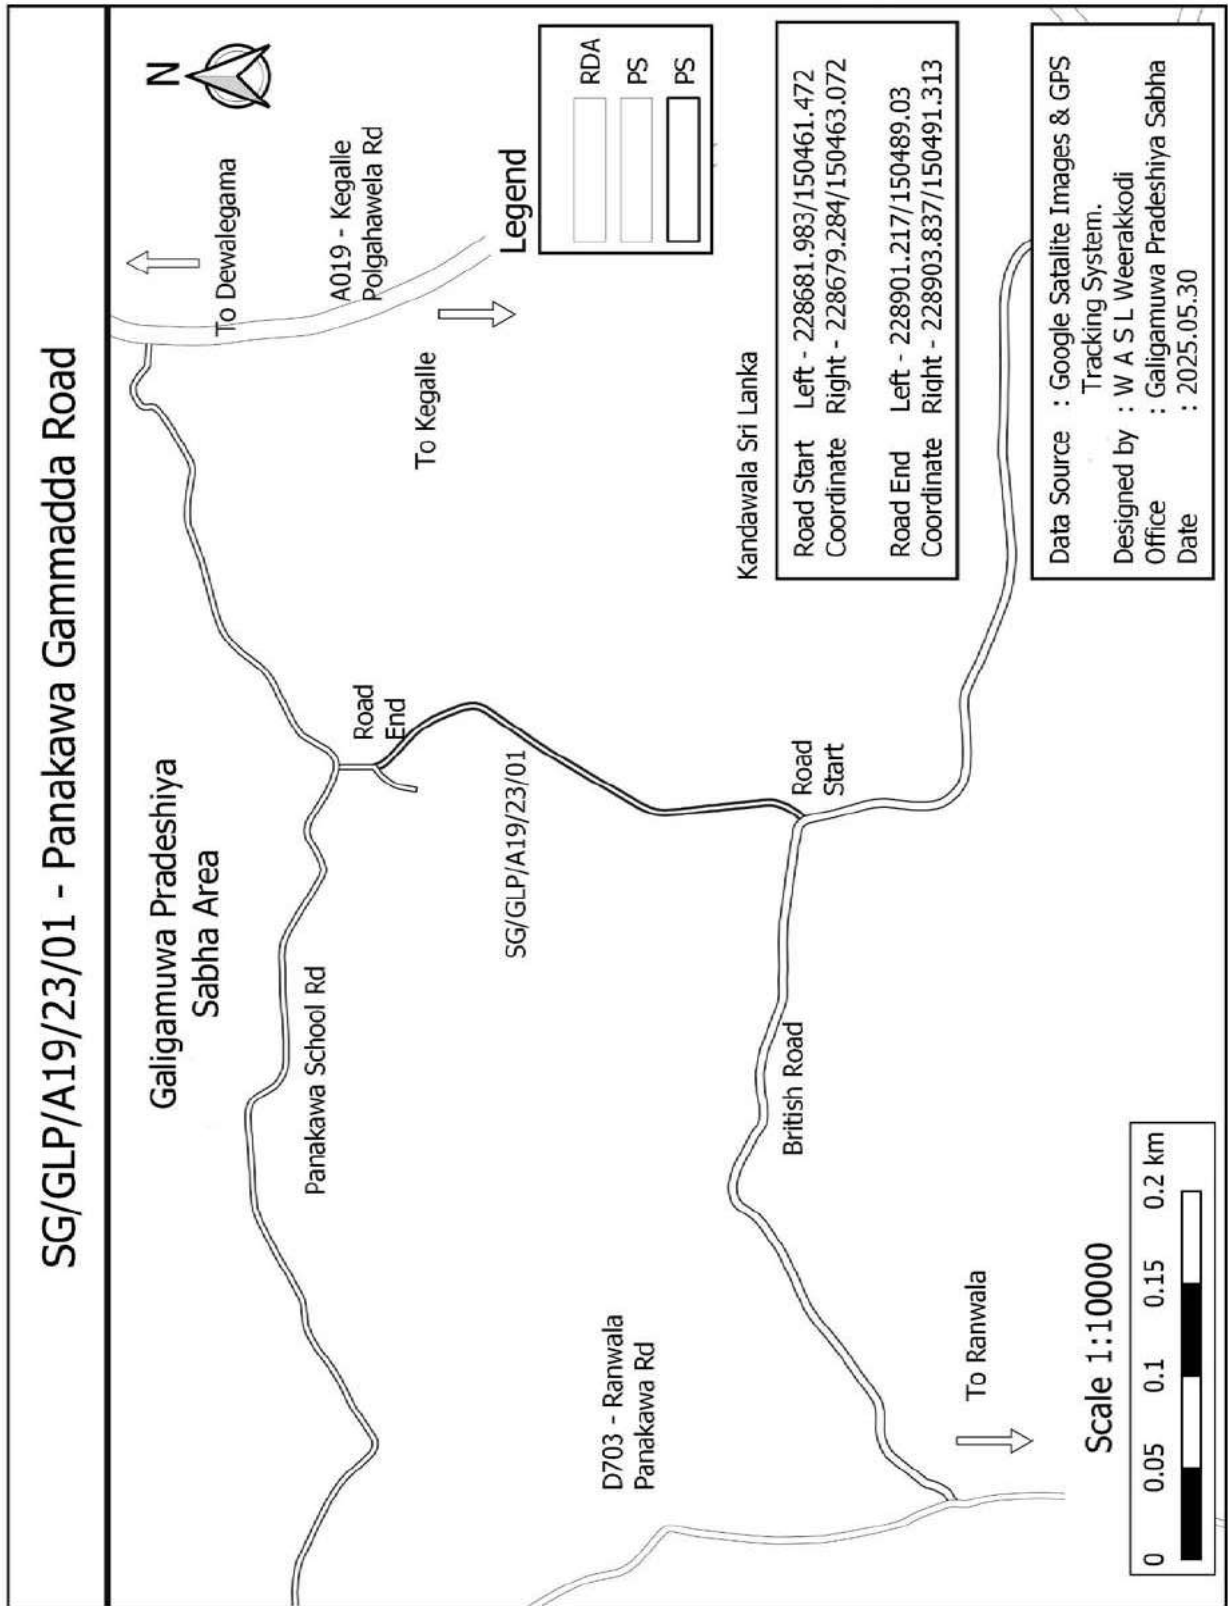 SG/GLP/A19/23/01 - Panakawa Gammadda Road
N
To Dewalegama
A019 - Kegalle
Polgahawela Rd
To Kegalle
Galigamuwa Pradeshiya
Sabha Area
Panakawa School Rd
Road
End
SG/GLP/A19/23/01
Road
Start
British Road
D703 - Ranwala
Panakawa Rd
To Ranwala
Legend
RDA
PS
PS
Kandawala Sri Lanka
Road Start Left - 228681.983/150461.472
Coordinate Right - 228679.284/150463.072
Road End Left - 228901.217/150489.03
Coordinate Right - 228903.837/150491.313
Data Source : Google Satalite Images & GPS
Tracking System.
Designed by : W A S L Weerakkodi
Office : Galigamuwa Pradeshiya Sabha
Date : 2025.05.30
Scale 1:10000
0 0.05 0.1 0.15 0.2 km